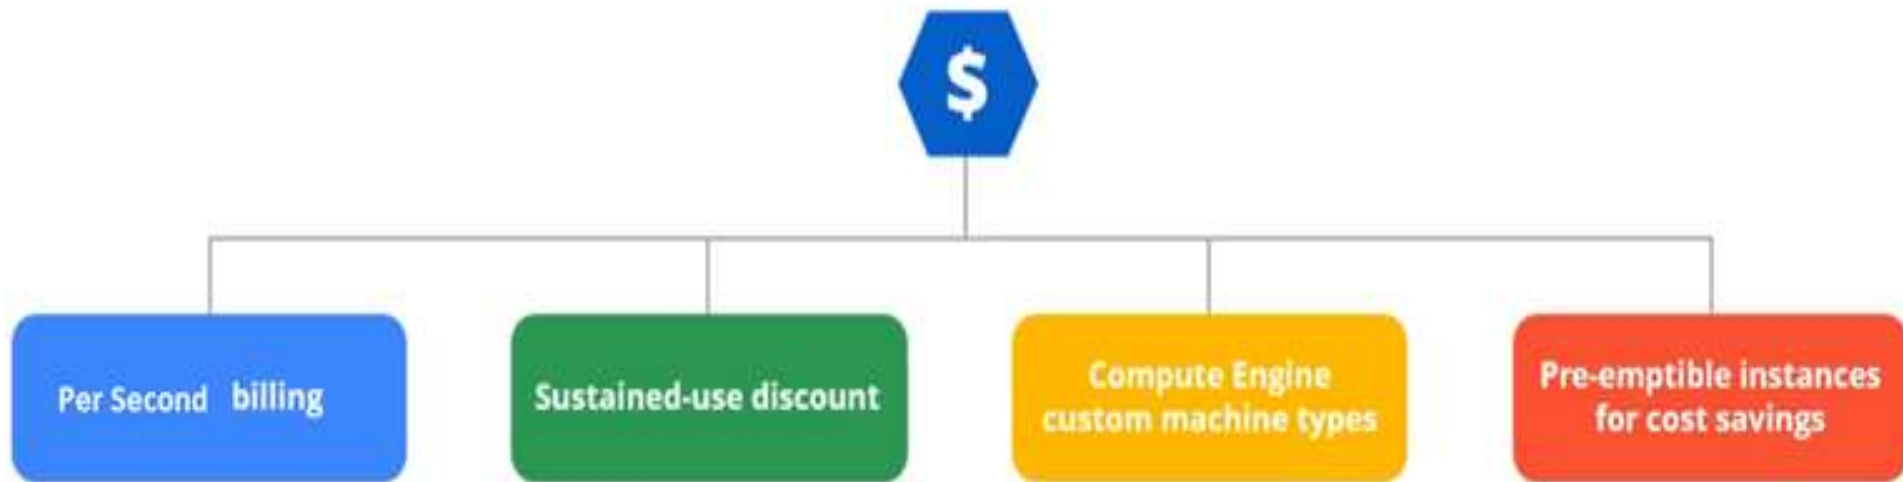 $
Per Second billing
Sustained-use discount
Compute Engine
custom machine types
Pre-emptible instances
for cost savings